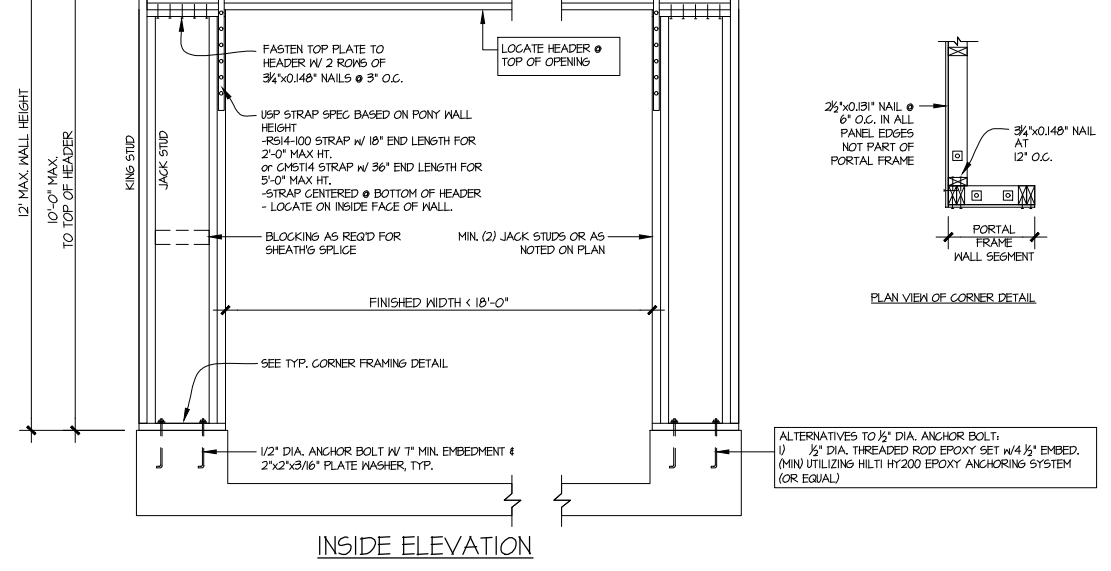 FASTEN TOP PLATE TO
HEADER W/ 2 ROWS OF
3¼"x0.148" NAILS @ 3" O.C.
LOCATE HEADER @
TOP OF OPENING
USP STRAP SPEC BASED ON PONY WALL
HEIGHT
-RS14-100 STRAP w/ 18" END LENGTH FOR
2'-0" MAX HT.
or CMST14 STRAP w/ 36" END LENGTH FOR
5'-0" MAX HT.
-STRAP CENTERED @ BOTTOM OF HEADER
- LOCATE ON INSIDE FACE OF WALL.
12' MAX. WALL HEIGHT
10'-0" MAX.
TO TOP OF HEADER
KING STUD
JACK STUD
BLOCKING AS REQ'D FOR
SHEATH'G SPLICE
MIN. (2) JACK STUDS OR AS
NOTED ON PLAN
FINISHED WIDTH < 18'-0"
SEE TYP. CORNER FRAMING DETAIL
1/2" DIA. ANCHOR BOLT W/ 7" MIN. EMBEDMENT &
2"x2"x3/16" PLATE WASHER, TYP.
INSIDE ELEVATION
2½"x0.131" NAIL @
6" O.C. IN ALL
PANEL EDGES
NOT PART OF
PORTAL FRAME
3¼"x0.148" NAIL
AT
12" O.C.
PORTAL
FRAME
WALL SEGMENT
PLAN VIEW OF CORNER DETAIL
ALTERNATIVES TO ½" DIA. ANCHOR BOLT:
1) ½" DIA. THREADED ROD EPOXY SET w/4 ½" EMBED.
(MIN) UTILIZING HILTI HY200 EPOXY ANCHORING SYSTEM
(OR EQUAL)